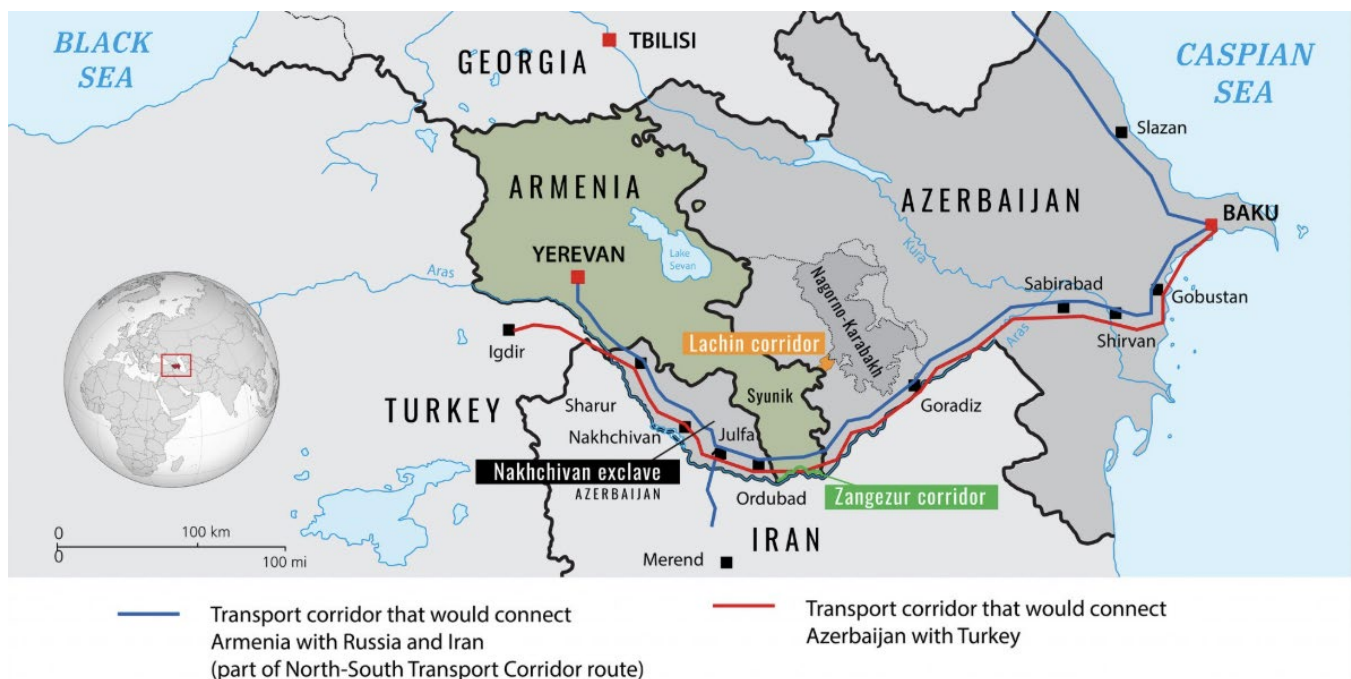 BLACK
SEA
TBILISI
GEORGIA
CASPIAN
SEA
Slazan
ARMENIA
AZERBAIJAN
BAKU
YEREVAN
Lake
Sevan
Kura
Aras
Nagorno-Karabakh
Sabirabad
Gobustan
Aras
Shirvan
Igdir
Lachin corridor
Syunik
Goradiz
TURKEY
Sharur
Nakhchivan
Julfa
Nakhchivan exclave
AZERBAIJAN
Ordubad
Zangezur corridor
IRAN
Merend
0 100 km
0 100 mi
Transport corridor that would connect
Armenia with Russia and Iran
(part of North-South Transport Corridor route)
Transport corridor that would connect
Azerbaijan with Turkey